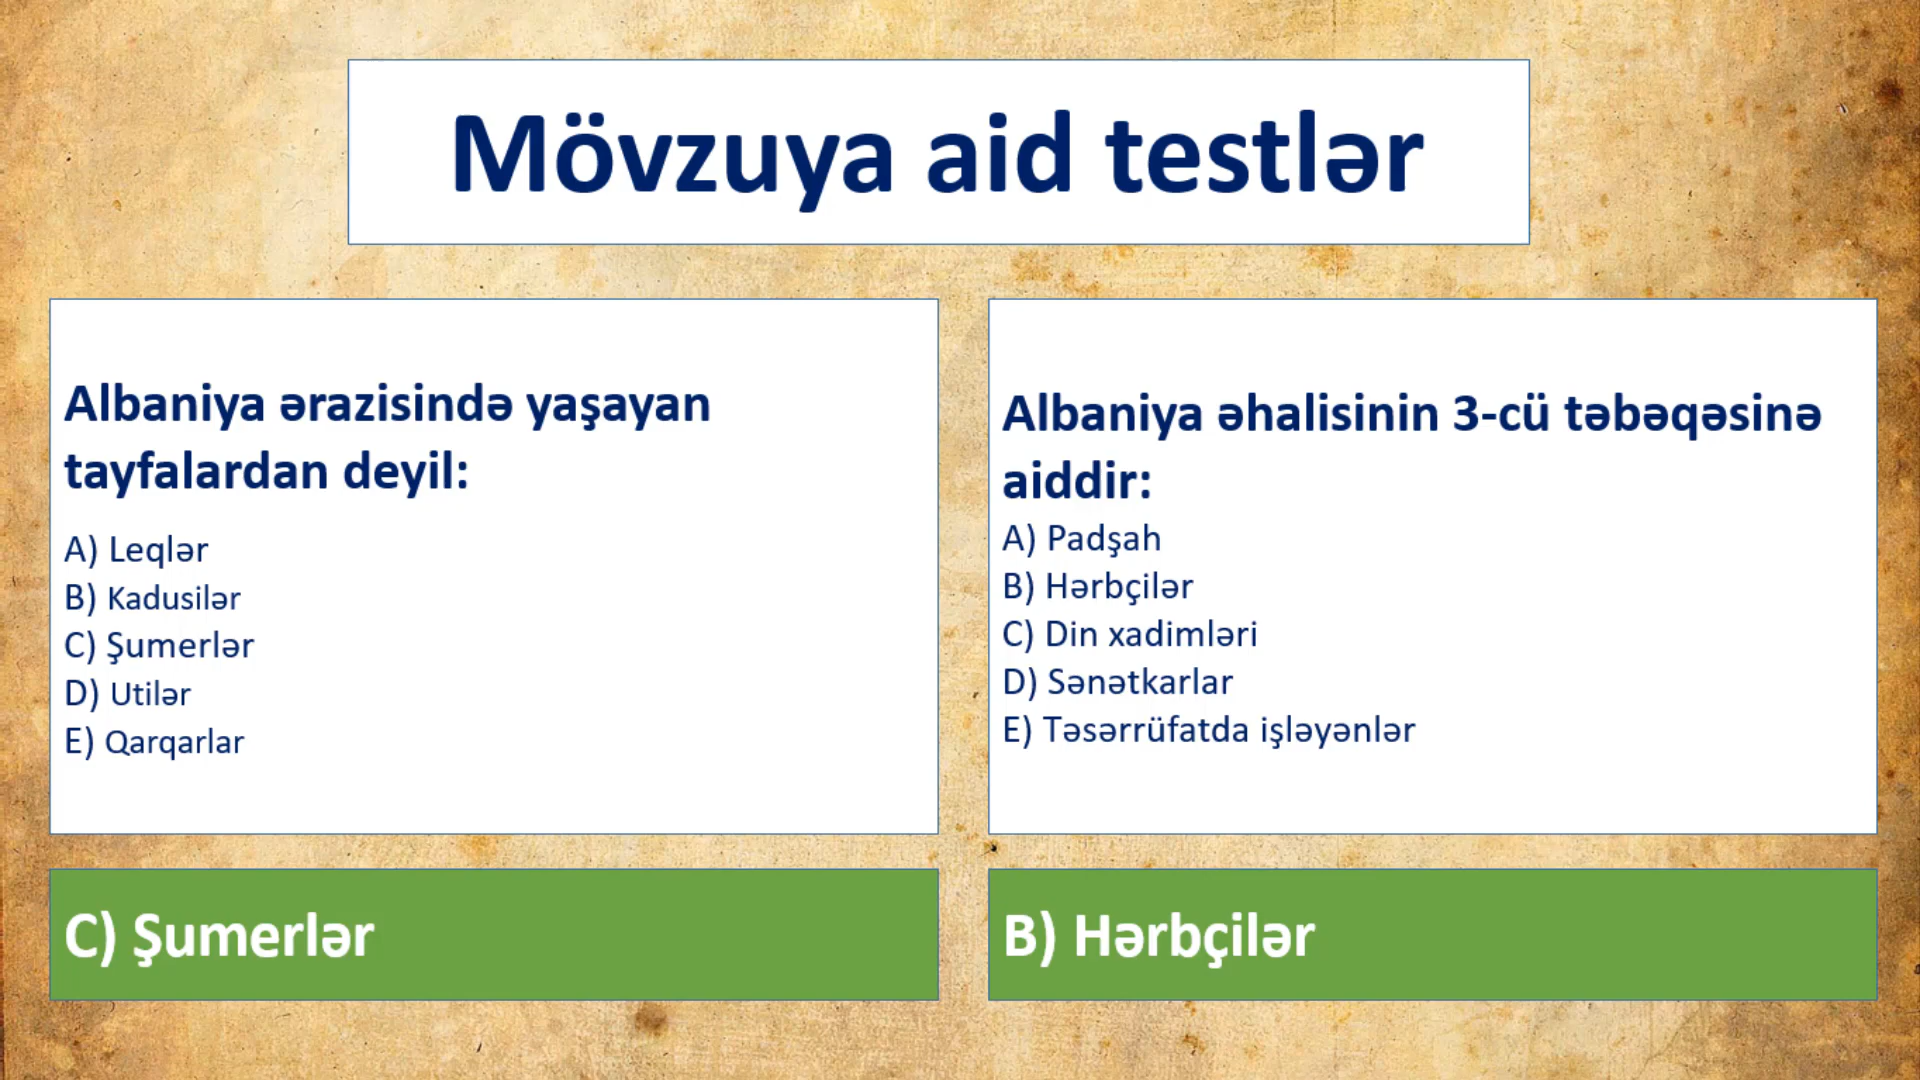 Mövzuya aid testlər
Albaniya ərazisində yaşayan
tayfalardan deyil:
A) Leqlər
B) Kadusilər
C) Şumerlər
D) Utilər
E) Qarqarlar
C) Şumerlər
Albaniya əhalisinin 3-cü təbəqəsinə
aiddir:
A) Padşah
B) Hərbçilər
C) Din xadimləri
D) Sənətkarlar
E) Təsərrüfatda işləyənlər
B) Hərbçilər